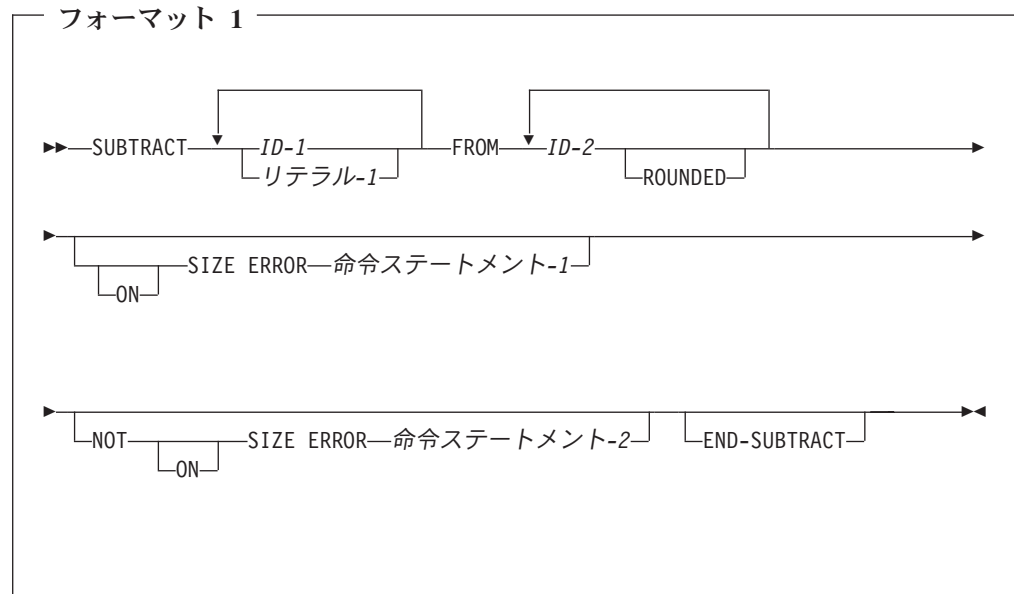 フォーマット 1
SUBTRACT ID-1 FROM ID-2
リテラル-1 ROUNDED
SIZE ERROR 命令ステートメント-1
ON
NOT SIZE ERROR 命令ステートメント-2 END-SUBTRACT
ON